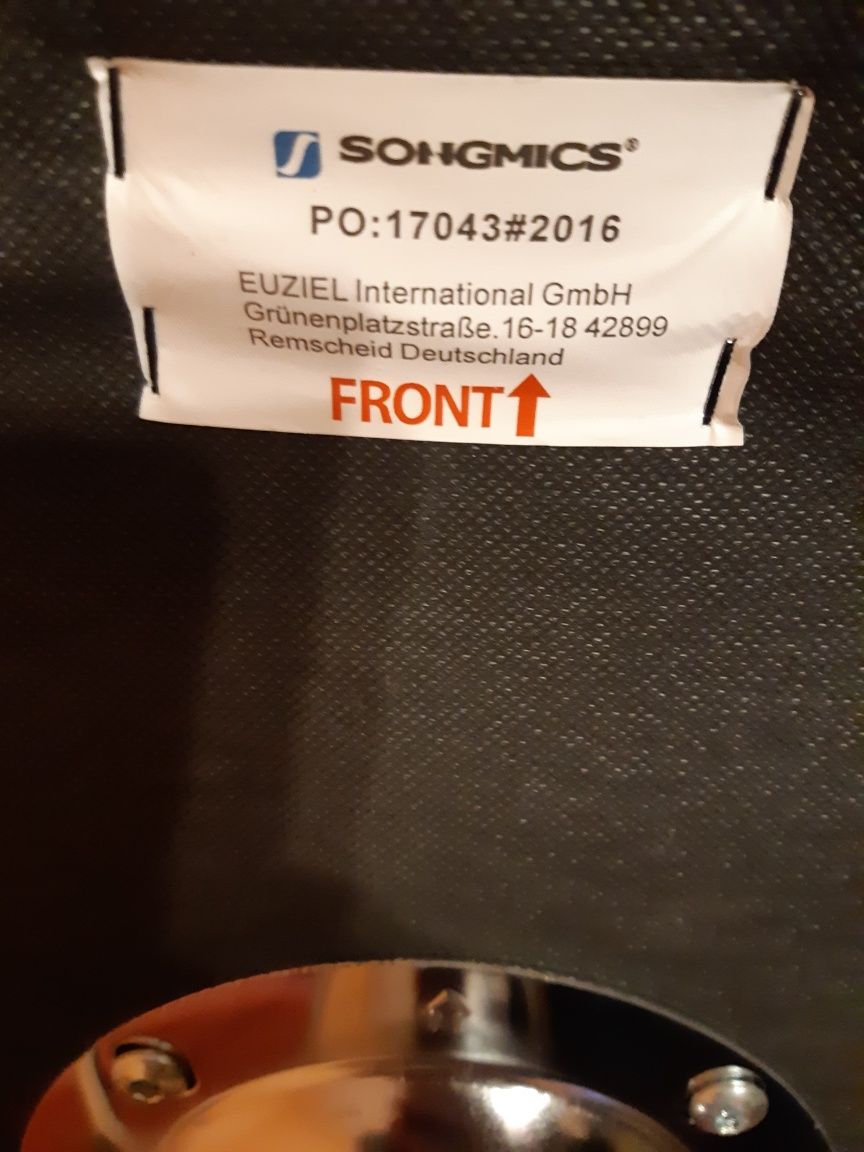 SONGMICS®
PO:17043#2016
EUZIEL International GmbH
Grünenplatzstraße.16-18 42899
Remscheid Deutschland
FRONT